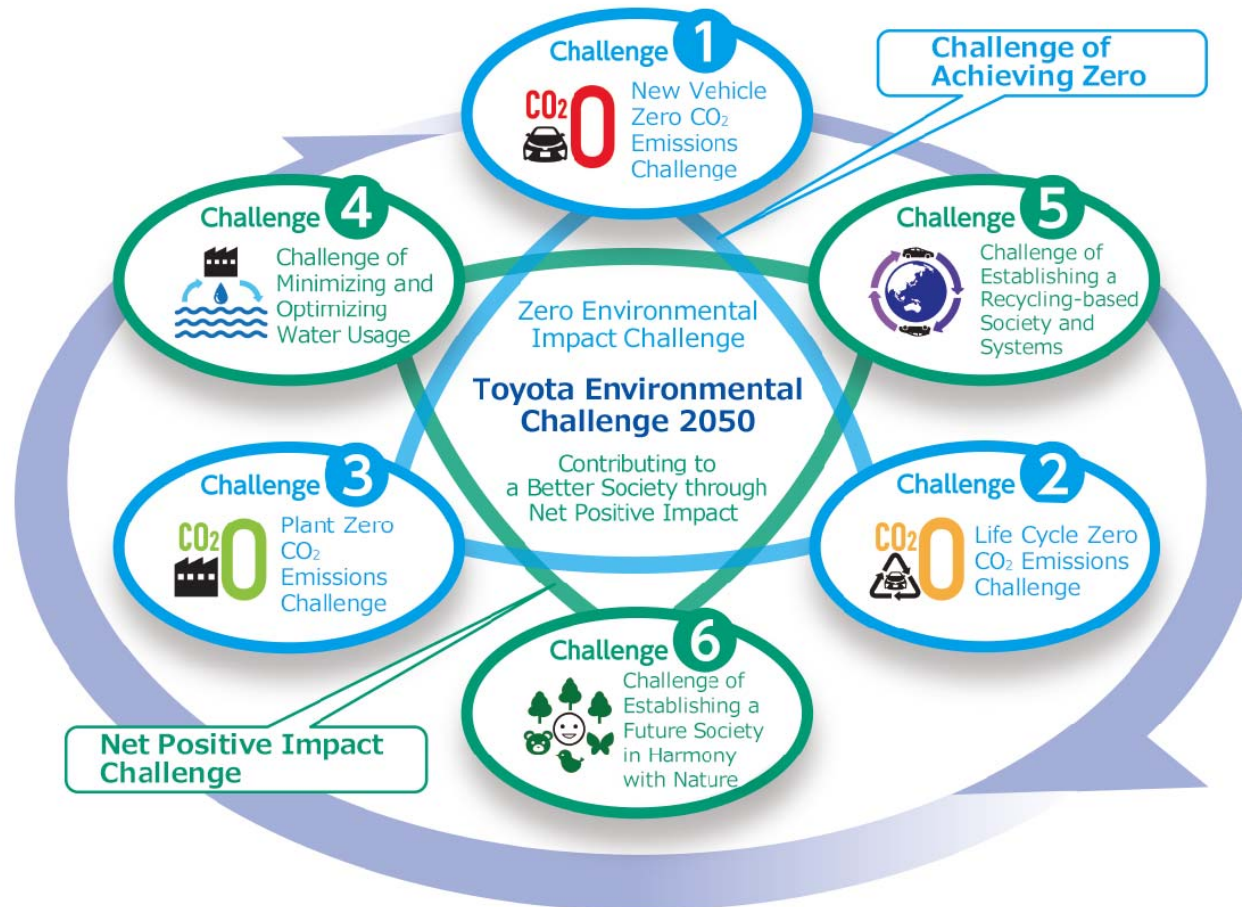 Challenge 1
CO₂ 0
New Vehicle
Zero CO₂
Emissions
Challenge
Challenge of
Achieving Zero
Challenge 4
Challenge of
Minimizing and
Optimizing
Water Usage
Challenge 5
Challenge of
Establishing a
Recycling-based
Society and
Systems
Zero Environmental
Impact Challenge
Toyota Environmental
Challenge 2050
Contributing to
a Better Society through
Net Positive Impact
Challenge 3
CO₂ 0
Plant Zero
CO₂
Emissions
Challenge
Challenge 2
CO₂ 0
Life Cycle Zero
CO₂ Emissions
Challenge
Challenge 6
Challenge of
Establishing a
Future Society
in Harmony
with Nature
Net Positive Impact
Challenge